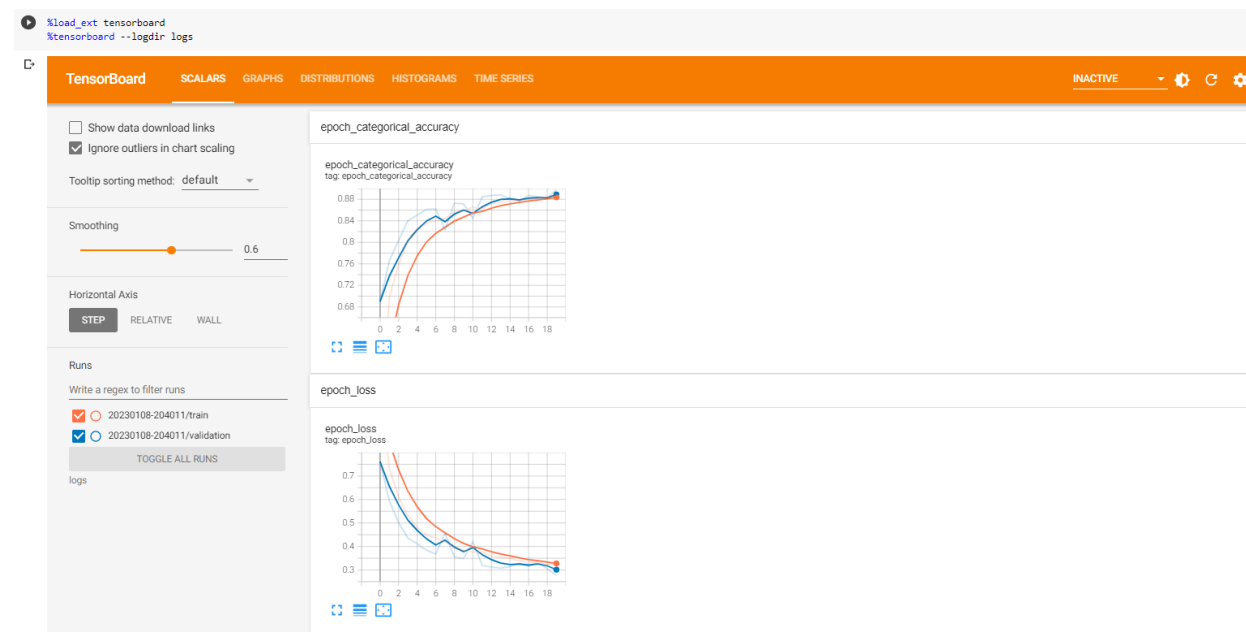 %load_ext tensorboard
%tensorboard --logdir logs
TensorBoard SCALARS GRAPHS DISTRIBUTIONS HISTOGRAMS TIME SERIES INACTIVE
Show data download links
Ignore outliers in chart scaling
Tooltip sorting method: default
Smoothing
0.6
Horizontal Axis
STEP RELATIVE WALL
Runs
Write a regex to filter runs
20230108-204011/train
20230108-204011/validation
TOGGLE ALL RUNS
logs
epoch_categorical_accuracy
epoch_categorical_accuracy
tag: epoch_categorical_accuracy
0.88
0.84
0.8
0.76
0.72
0.68
0 2 4 6 8 10 12 14 16 18
epoch_loss
epoch_loss
tag: epoch_loss
0.7
0.6
0.5
0.4
0.3
0 2 4 6 8 10 12 14 16 18